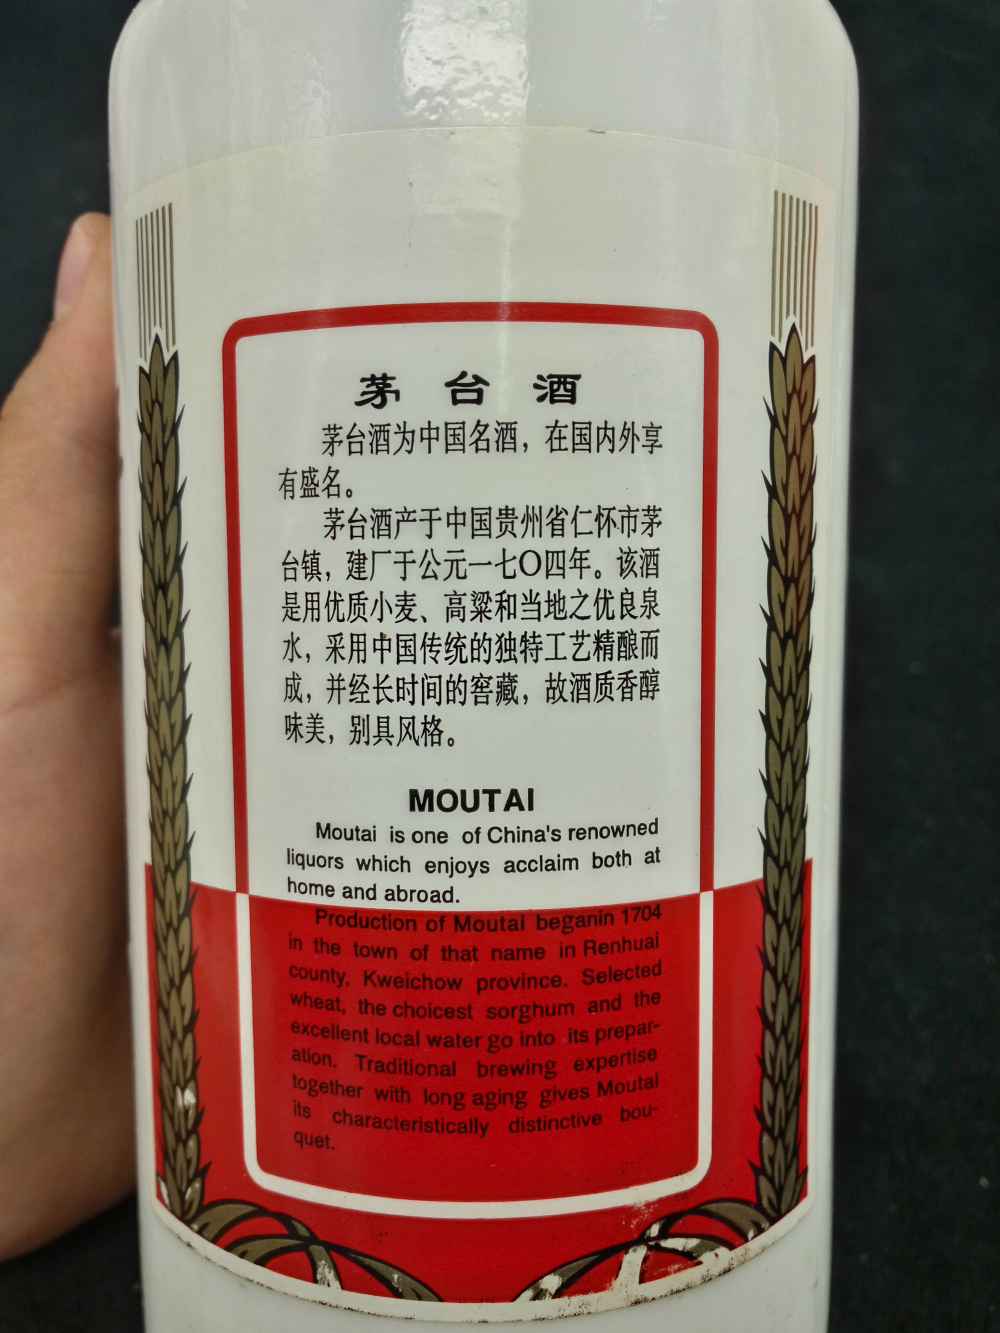 茅台酒
茅台酒为中国名酒，在国内外享
有盛名。
茅台酒产于中国贵州省仁怀市茅
台镇，建厂于公元一七〇四年。该酒
是用优质小麦、高粱和当地之优良泉
水，采用中国传统的独特工艺精酿而
成，并经长时间的窖藏，故酒质香醇
味美，别具风格。
MOUTAI
Moutai is one of China's renowned
liquors which enjoys acclaim both at
home and abroad.
Production of Moutai beganin 1704
in the town of that name in Renhuai
county, Kweichow province. Selected
wheat, the choicest sorghum and the
excellent local water go into its prepar-
ation. Traditional brewing expertise
together with long aging gives Moutai
its characteristically distinctive bou-
quet.